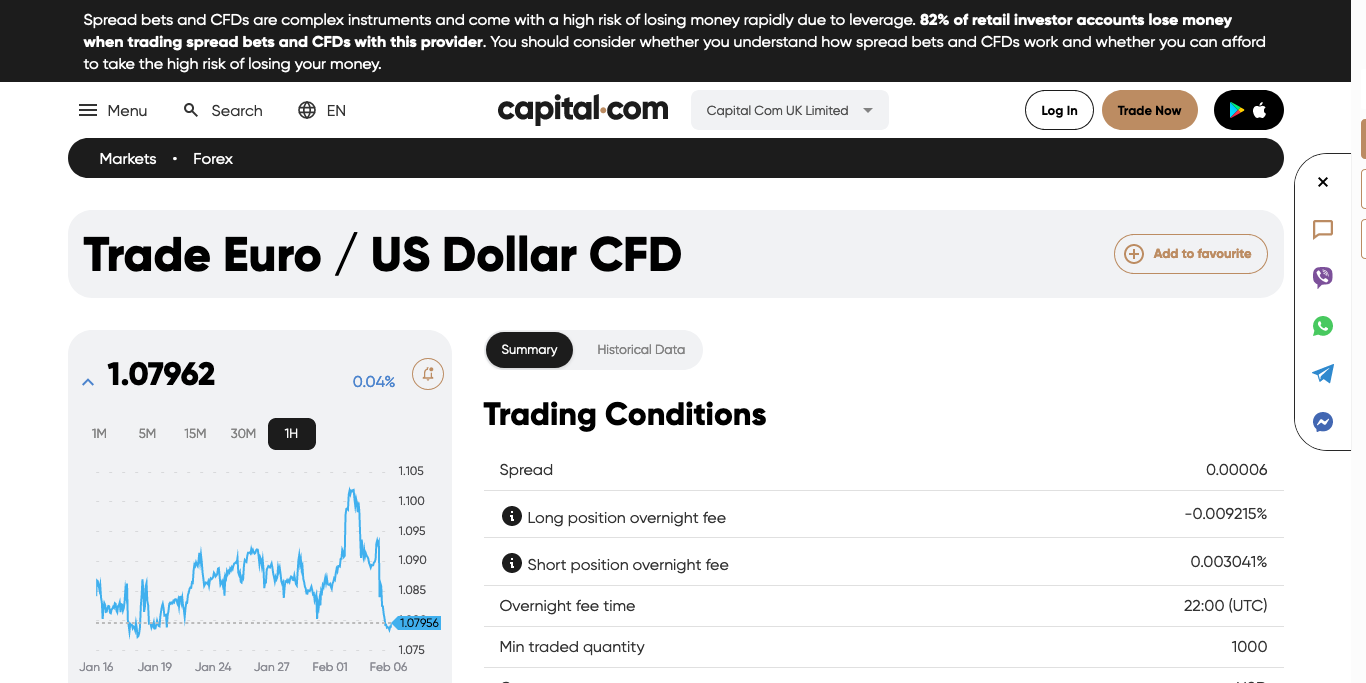 Spread bets and CFDs are complex instruments and come with a high risk of losing money rapidly due to leverage. 82% of retail investor accounts lose money
when trading spread bets and CFDs with this provider. You should consider whether you understand how spread bets and CFDs work and whether you can afford
to take the high risk of losing your money.
Menu
Search
EN
capital.com
Capital Com UK Limited
Log In
Trade Now
Markets • Forex
Trade Euro / US Dollar CFD
Add to favourite
1.07962
0.04%
1M
5M
15M
30M
1H
1.105
1.100
1.095
1.090
1.085
1.07956
1.075
Jan 16
Jan 19
Jan 24
Jan 27
Feb 01
Feb 06
Summary
Historical Data
Trading Conditions
Spread 0.00006
Long position overnight fee -0.009215%
Short position overnight fee 0.003041%
Overnight fee time 22:00 (UTC)
Min traded quantity 1000